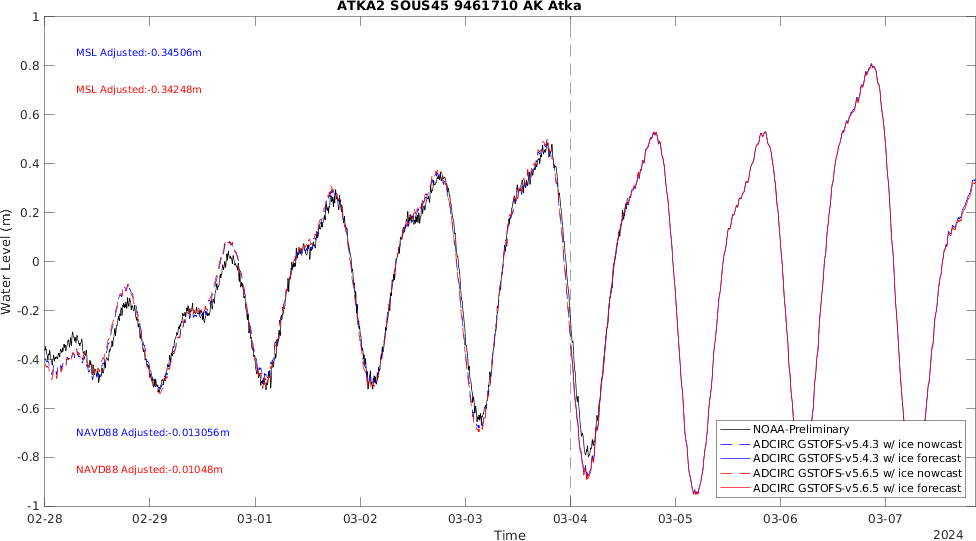 ATKA2 SOUS45 9461710 AK Atka
1
0.8
0.6
0.4
0.2
0
-0.2
-0.4
-0.6
-0.8
-1
Water Level (m)
MSL Adjusted:-0.34506m
MSL Adjusted:-0.34248m
NAVD88 Adjusted:-0.013056m
NAVD88 Adjusted:-0.01048m
NOAA-Preliminary
ADCIRC GSTOFS-v5.4.3 w/ ice nowcast
ADCIRC GSTOFS-v5.4.3 w/ ice forecast
ADCIRC GSTOFS-v5.6.5 w/ ice nowcast
ADCIRC GSTOFS-v5.6.5 w/ ice forecast
02-28 02-29 03-01 03-02 03-03 03-04 03-05 03-06 03-07
Time
2024